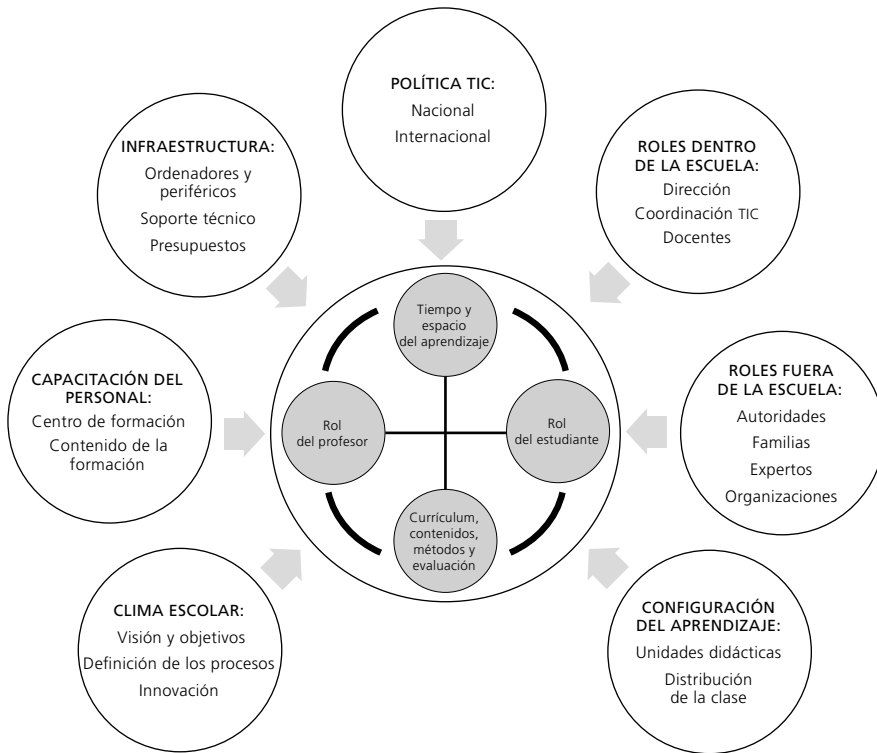 POLÍTICA TIC:
Nacional
Internacional
INFRAESTRUCTURA:
Ordenadores y
periféricos
Soporte técnico
Presupuestos
ROLES DENTRO
DE LA ESCUELA:
Dirección
Coordinación TIC
Docentes
CAPACITACIÓN DEL
PERSONAL:
Centro de formación
Contenido de la
formación
Tiempo y
espacio
del aprendizaje
Rol
del profesor
Rol
del estudiante
Currículum,
contenidos,
métodos y
evaluación
ROLES FUERA
DE LA ESCUELA:
Autoridades
Familias
Expertos
Organizaciones
CLIMA ESCOLAR:
Visión y objetivos
Definición de los procesos
Innovación
CONFIGURACIÓN
DEL APRENDIZAJE:
Unidades didácticas
Distribución
de la clase